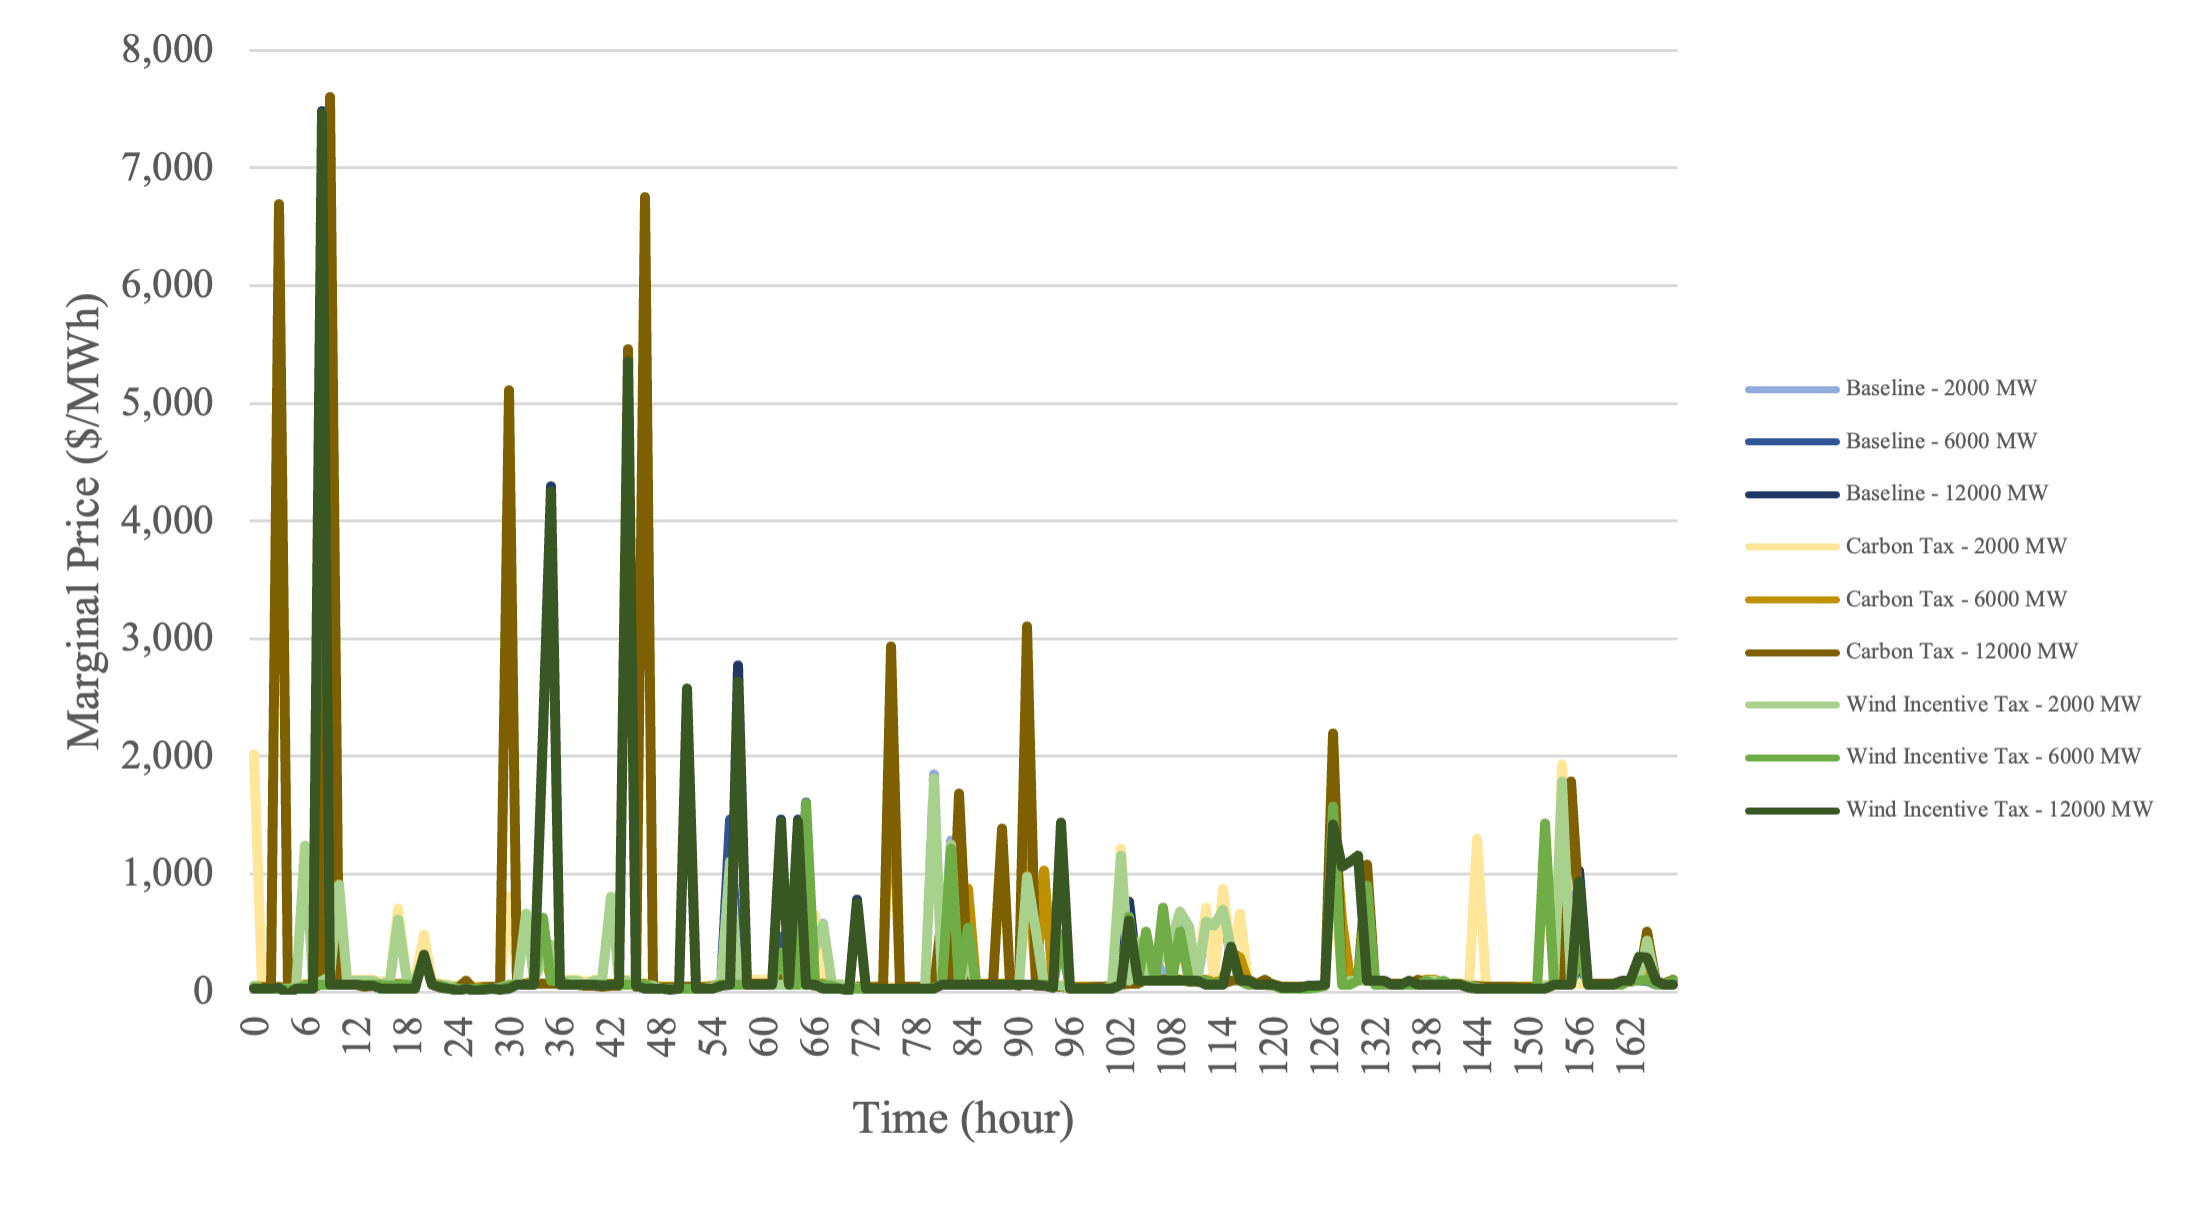 8,000
7,000
6,000
5,000
4,000
3,000
2,000
1,000
0
Marginal Price ($/MWh)
0 6 12 18 24 30 36 42 48 54 60 66 72 78 84 90 96 102 108 114 120 126 132 138 144 150 156 162
Time (hour)
Baseline - 2000 MW
Baseline - 6000 MW
Baseline - 12000 MW
Carbon Tax - 2000 MW
Carbon Tax - 6000 MW
Carbon Tax - 12000 MW
Wind Incentive Tax - 2000 MW
Wind Incentive Tax - 6000 MW
Wind Incentive Tax - 12000 MW